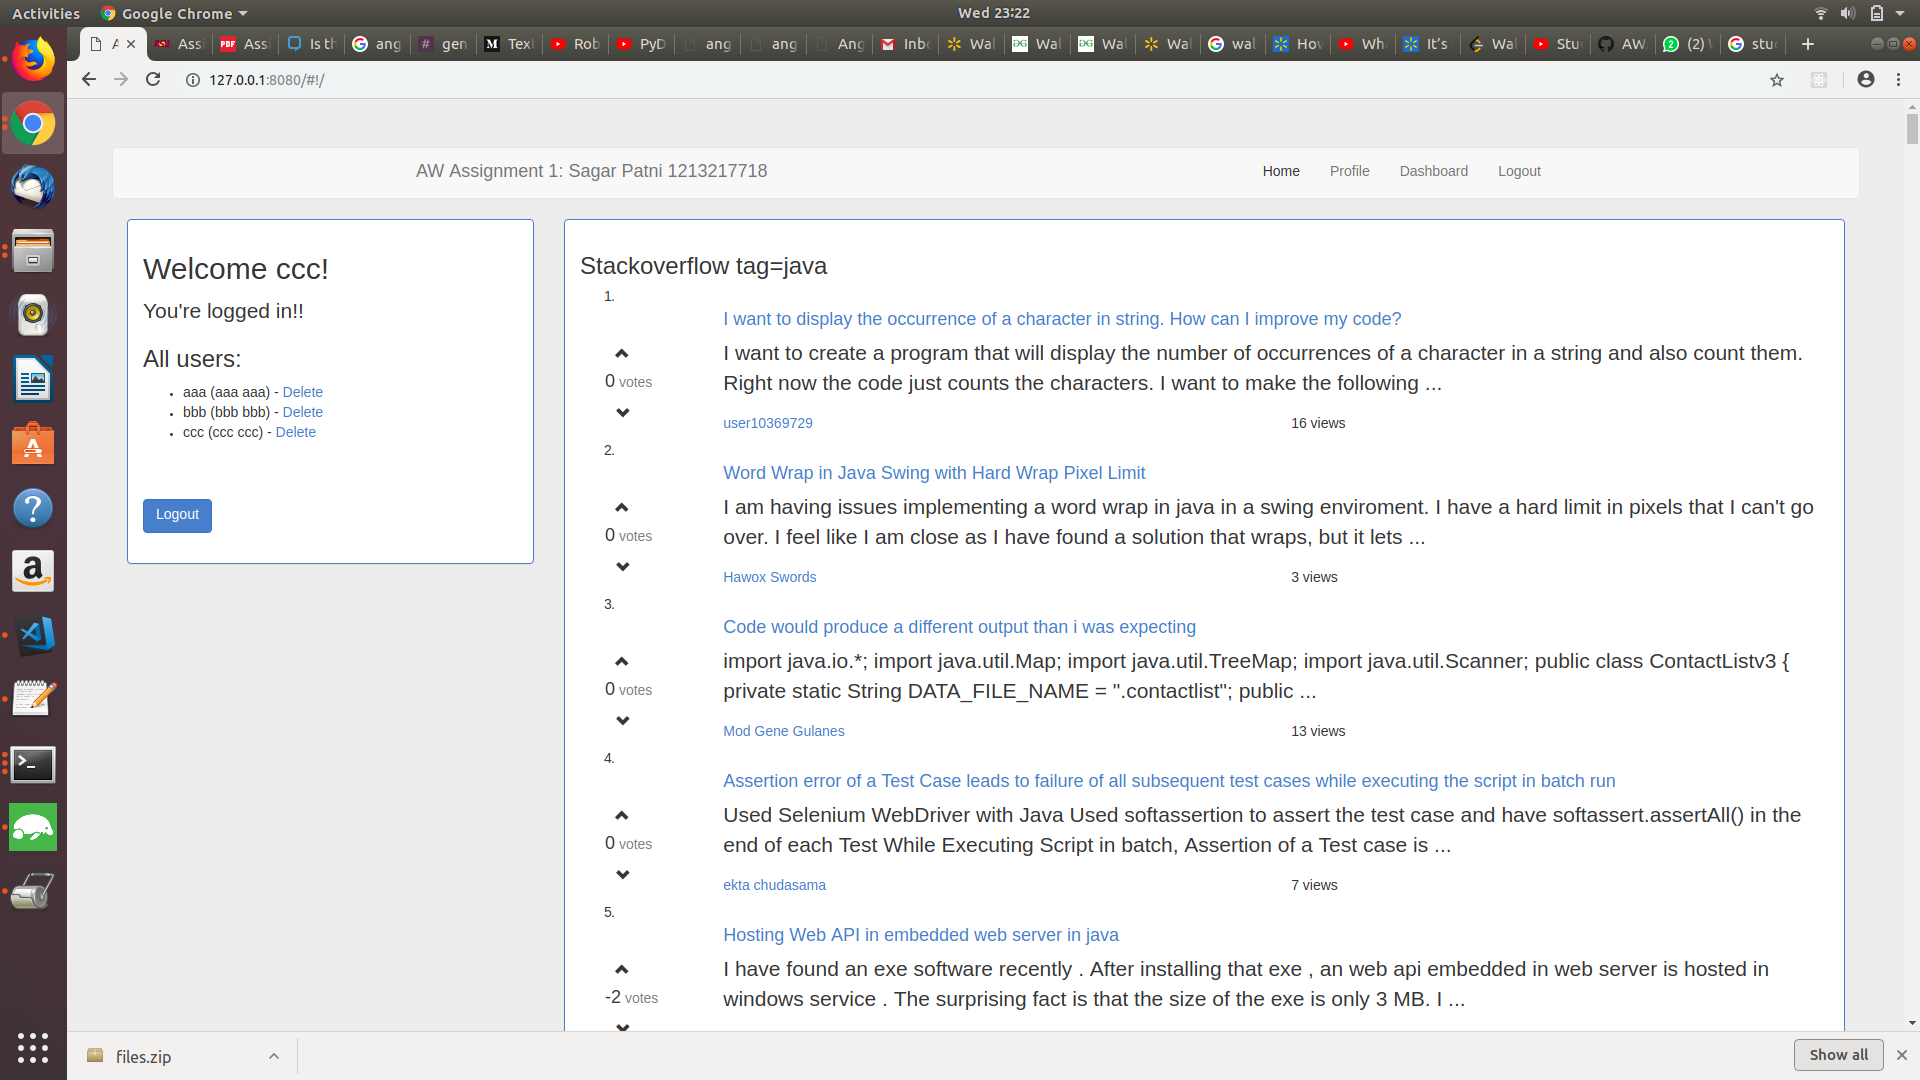 Activities
Google Chrome
Wed 23:22
Ass
PDF Assi
Is th
ang
gen
Text
Rob
PyD
ang
ang
Ang
Inbo
Wal
Wal
Wal
Wal
wal
How
Wh
It's
Wal
Stu
AW
(2)
stu
127.0.0.1:8080/#!/
AW Assignment 1: Sagar Patni 1213217718
Home
Profile
Dashboard
Logout
Welcome ccc!
You're logged in!!
All users:
aaa (aaa aaa) - Delete
bbb (bbb bbb) - Delete
ccc (ccc ccc) - Delete
Logout
Stackoverflow tag=java
1.
I want to display the occurrence of a character in string. How can I improve my code?
I want to create a program that will display the number of occurrences of a character in a string and also count them.
Right now the code just counts the characters. I want to make the following ...
0 votes
user10369729
16 views
2.
Word Wrap in Java Swing with Hard Wrap Pixel Limit
I am having issues implementing a word wrap in java in a swing enviroment. I have a hard limit in pixels that I can't go
over. I feel like I am close as I have found a solution that wraps, but it lets ...
0 votes
Hawox Swords
3 views
3.
Code would produce a different output than i was expecting
import java.io.*; import java.util.Map; import java.util.TreeMap; import java.util.Scanner; public class ContactListv3 {
private static String DATA_FILE_NAME = ".contactlist"; public ...
0 votes
Mod Gene Gulanes
13 views
4.
Assertion error of a Test Case leads to failure of all subsequent test cases while executing the script in batch run
Used Selenium WebDriver with Java Used softassertion to assert the test case and have softassert.assertAll() in the
end of each Test While Executing Script in batch, Assertion of a Test case is ...
0 votes
ekta chudasama
7 views
5.
Hosting Web API in embedded web server in java
I have found an exe software recently . After installing that exe , an web api embedded in web server is hosted in
windows service . The surprising fact is that the size of the exe is only 3 MB. I ...
-2 votes
files.zip
Show all